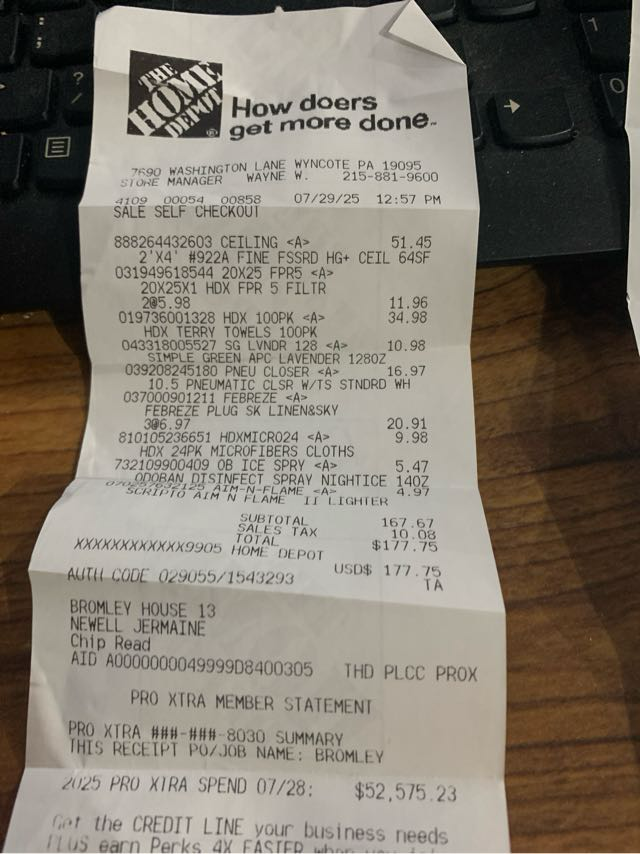 THE HOME DEPOT
How doers
get more done.
7690 WASHINGTON LANE WYNCOTE PA 19095
STORE MANAGER WAYNE W. 215-881-9600
4109 00054 00858 07/29/25 12:57 PM
SALE SELF CHECKOUT
888264432603 CEILING <A> 51.45
2'X4' #922A FINE FSSRD HG+ CEIL 64SF
031949618544 20X25 FPR5 <A>
20X25X1 HDX FPR 5 FILTR
2@5.98 11.96
019736001328 HDX 100PK <A> 34.98
HDX TERRY TOWELS 100PK
043318005527 SG LVNDR 128 <A> 10.98
SIMPLE GREEN APC LAVENDER 128OZ
039208245180 PNEU CLOSER <A> 16.97
10.5 PNEUMATIC CLSR W/TS STNDRD WH
037000901211 FEBREZE <A>
FEBREZE PLUG SK LINEN&SKY
3@6.97 20.91
810105236651 HDXMICRO24 <A> 9.98
HDX 24PK MICROFIBERS CLOTHS
732109900409 OB ICE SPRY <A> 5.47
ODOBAN DISINFECT SPRAY NIGHTICE 14OZ
AIM-N-FLAME <A> 4.97
SCRIPTO AIM N FLAME II LIGHTER
SUBTOTAL 167.67
SALES TAX 10.08
TOTAL $177.75
XXXXXXXXXXXX9905 HOME DEPOT
USD$ 177.75
AUTH CODE 029055/1543293 TA
BROMLEY HOUSE 13
NEWELL JERMAINE
Chip Read
AID A0000000049999D8400305 THD PLCC PROX
PRO XTRA MEMBER STATEMENT
PRO XTRA ###-###-8030 SUMMARY
THIS RECEIPT PO/JOB NAME: BROMLEY
2025 PRO XTRA SPEND 07/28: $52,575.23
Get the CREDIT LINE your business needs
PLUS earn Perks 4X FASTER when you